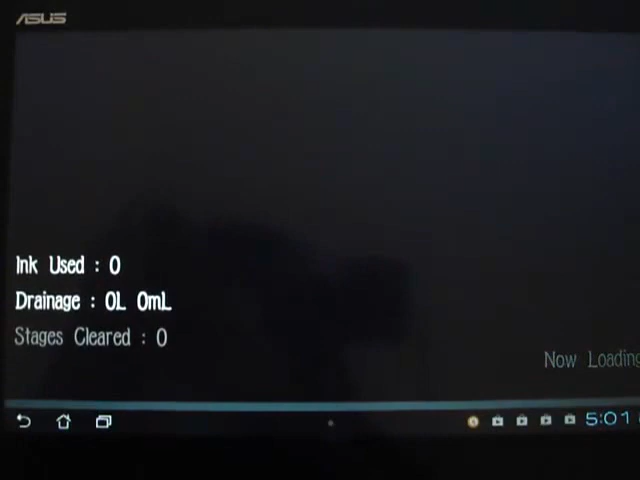 ASUS
Ink Used : 0
Drainage : 0L 0mL
Stages Cleared : 0
Now Loading
5:01